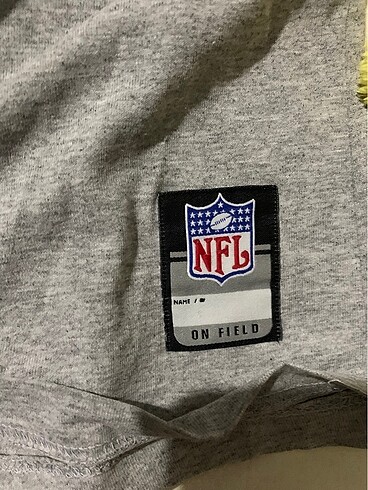 NFL
NAME / #
ON FIELD